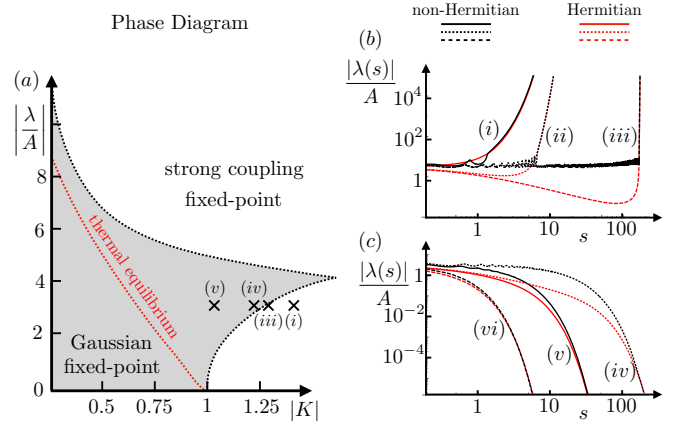 Phase Diagram
non-Hermitian
Hermitian
(a)
|λ/A|
8
6
4
2
0
0.5
0.75
1
1.25
|K|
strong coupling
fixed-point
thermal equilibrium
Gaussian
fixed-point
(v)
(iv)
(iii)
(i)
(b)
|λ(s)|
A
10^4
10^2
1
(i)
(ii)
(iii)
1
s
100
(c)
|λ(s)|
A
1
10^-2
10^-4
(vi)
(v)
(iv)
1
10
s
100